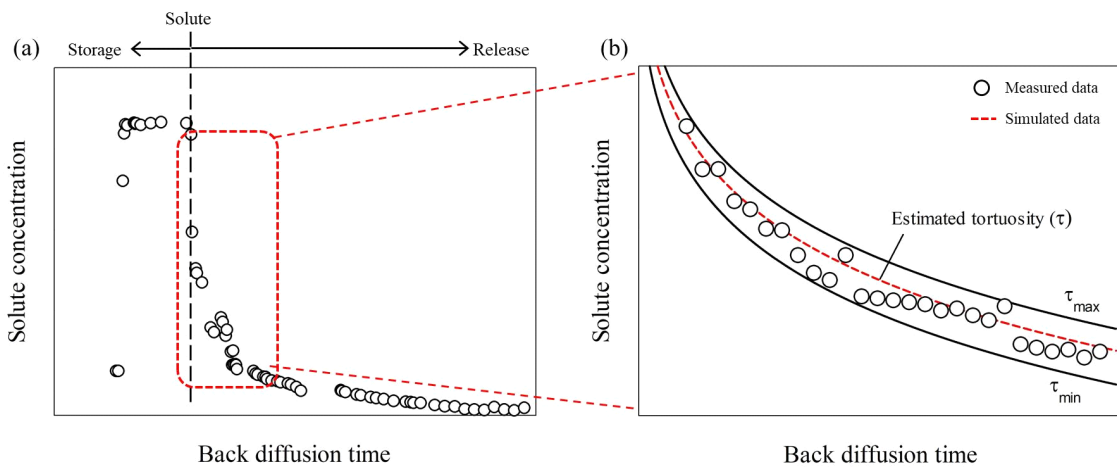 Solute
(a)
Storage
Release
Solute concentration
Back diffusion time
(b)
Measured data
Simulated data
Estimated tortuosity (τ)
τmax
τmin
Solute concentration
Back diffusion time